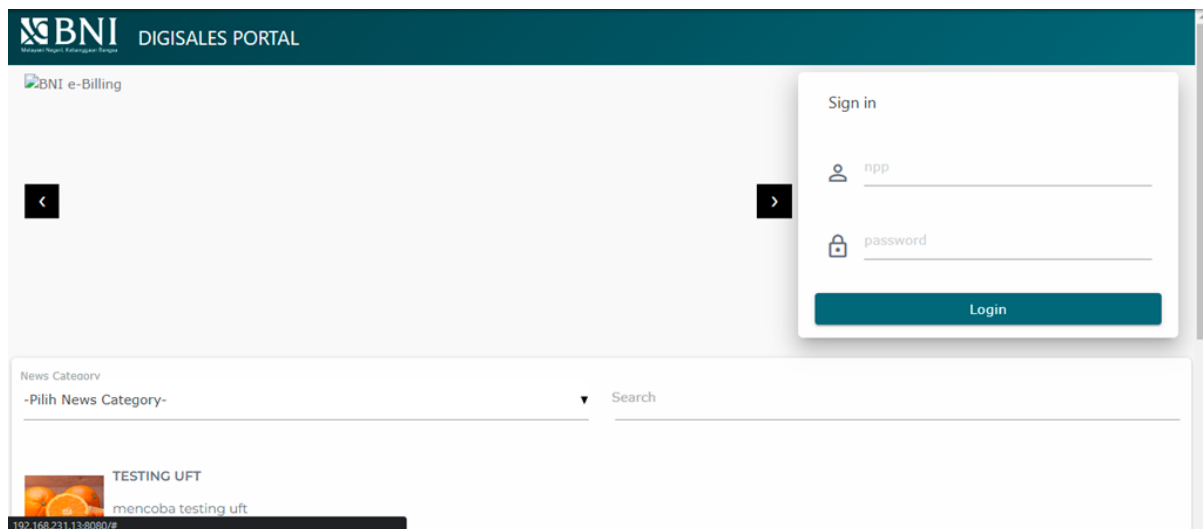 BNI
Melayani Negeri, Kebanggaan Bangsa
DIGISALES PORTAL
BNI e-Billing
Sign in
npp
password
Login
News Category
-Pilih News Category-
Search
TESTING UFT
mencoba testing uft
192.168.231.13:8080/#